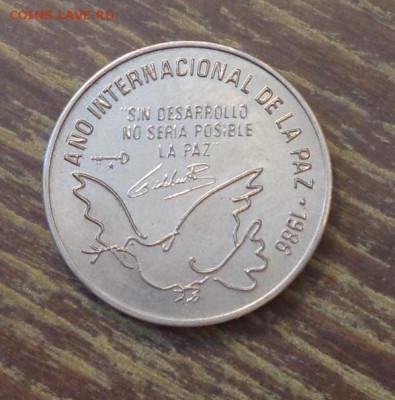 COINS.LAVE.RU
AÑO INTERNACIONAL DE LA PAZ - 1986
"SIN DESARROLLO
NO SERIA POSIBLE
LA PAZ"